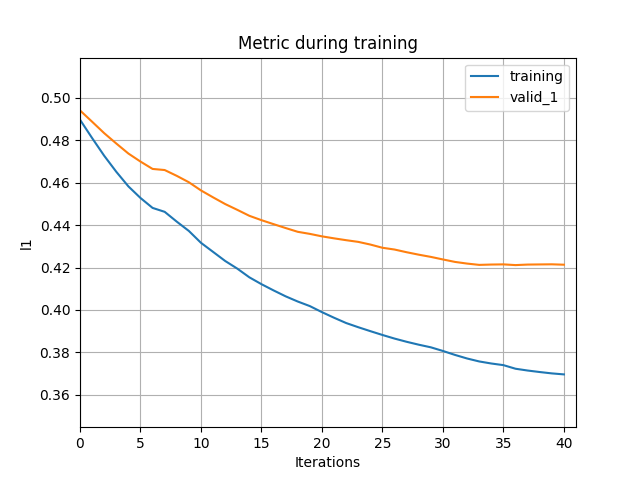 Metric during training
training
valid_1
0.50
0.48
0.46
0.44
0.42
0.40
0.38
0.36
l1
0 5 10 15 20 25 30 35 40
Iterations